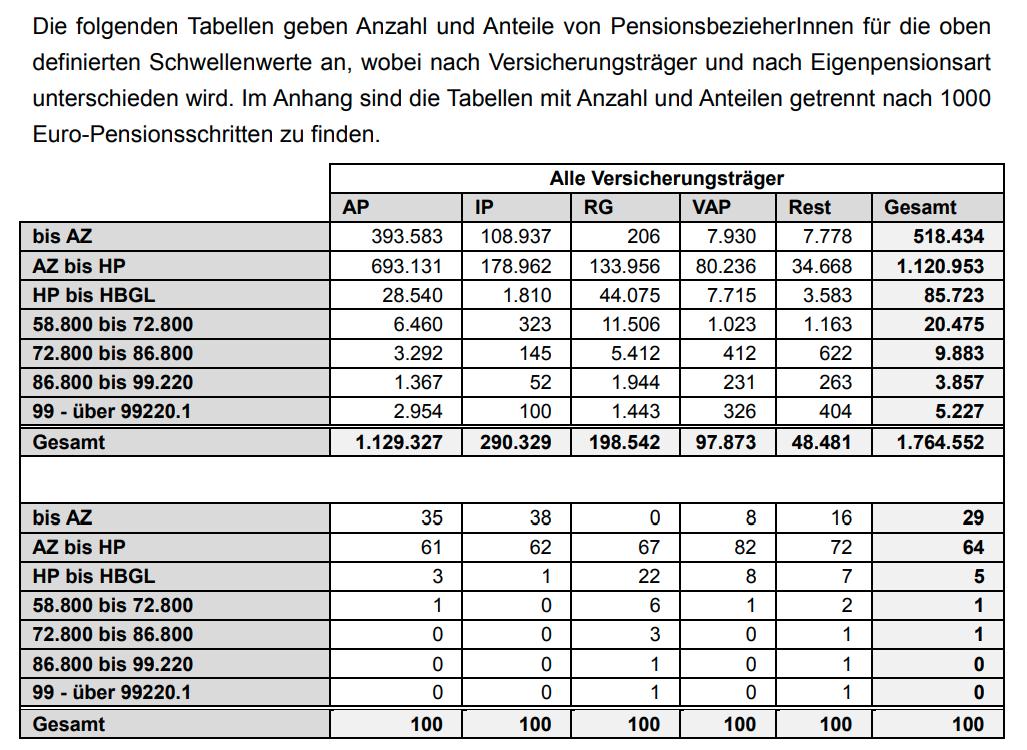 Die folgenden Tabellen geben Anzahl und Anteile von PensionsbezieherInnen für die oben
definierten Schwellenwerte an, wobei nach Versicherungsträger und nach Eigenpensionsart
unterschieden wird. Im Anhang sind die Tabellen mit Anzahl und Anteilen getrennt nach 1000
Euro-Pensionsschritten zu finden.
Alle Versicherungsträger
AP IP RG VAP Rest Gesamt
bis AZ 393.583 108.937 206 7.930 7.778 518.434
AZ bis HP 693.131 178.962 133.956 80.236 34.668 1.120.953
HP bis HBGL 28.540 1.810 44.075 7.715 3.583 85.723
58.800 bis 72.800 6.460 323 11.506 1.023 1.163 20.475
72.800 bis 86.800 3.292 145 5.412 412 622 9.883
86.800 bis 99.220 1.367 52 1.944 231 263 3.857
99 - über 99220.1 2.954 100 1.443 326 404 5.227
Gesamt 1.129.327 290.329 198.542 97.873 48.481 1.764.552
bis AZ 35 38 0 8 16 29
AZ bis HP 61 62 67 82 72 64
HP bis HBGL 3 1 22 8 7 5
58.800 bis 72.800 1 0 6 1 2 1
72.800 bis 86.800 0 0 3 0 1 1
86.800 bis 99.220 0 0 1 0 1 0
99 - über 99220.1 0 0 1 0 1 0
Gesamt 100 100 100 100 100 100